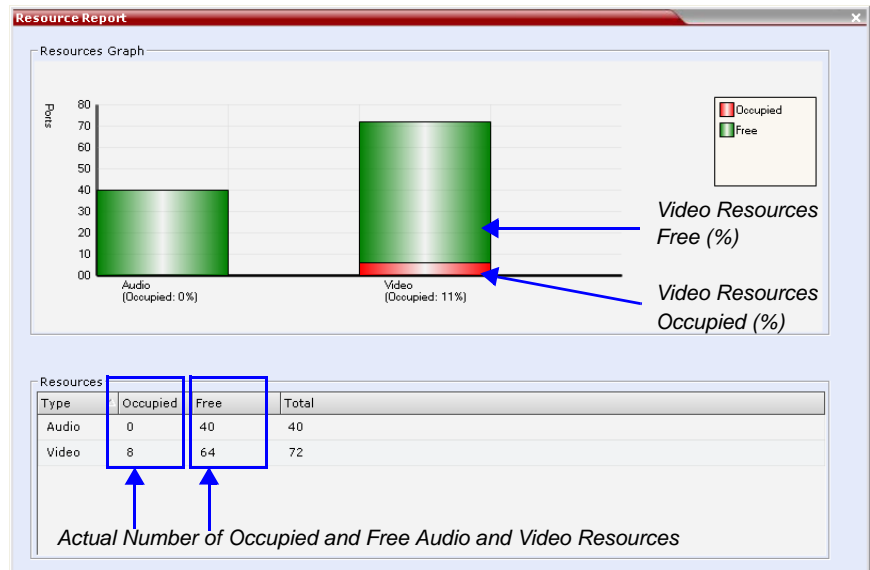 Resource Report
Resources Graph
Ports
80
70
60
50
40
30
20
10
00
Audio
(Occupied: 0%)
Video
(Occupied: 11%)
Occupied
Free
Video Resources
Free (%)
Video Resources
Occupied (%)
Resources
Type Occupied Free Total
Audio 0 40 40
Video 8 64 72
Actual Number of Occupied and Free Audio and Video Resources